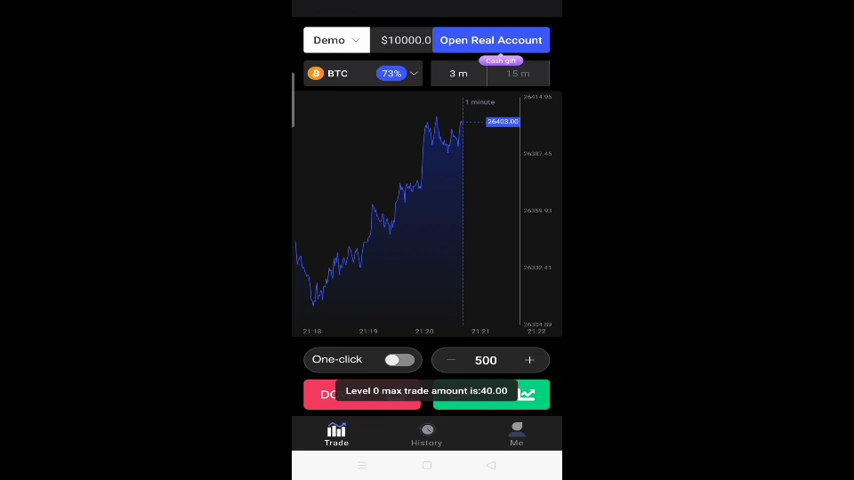 Demo $10000.0 Open Real Account
Cash gift
BTC 73% 3 m 15 m
26414.96
1 minute
26403.00
26387.45
26359.93
26332.41
26304.89
21:18 21:19 21:20 21:21 21:22
One-click 500
Level 0 max trade amount is:40.00
Trade History Me